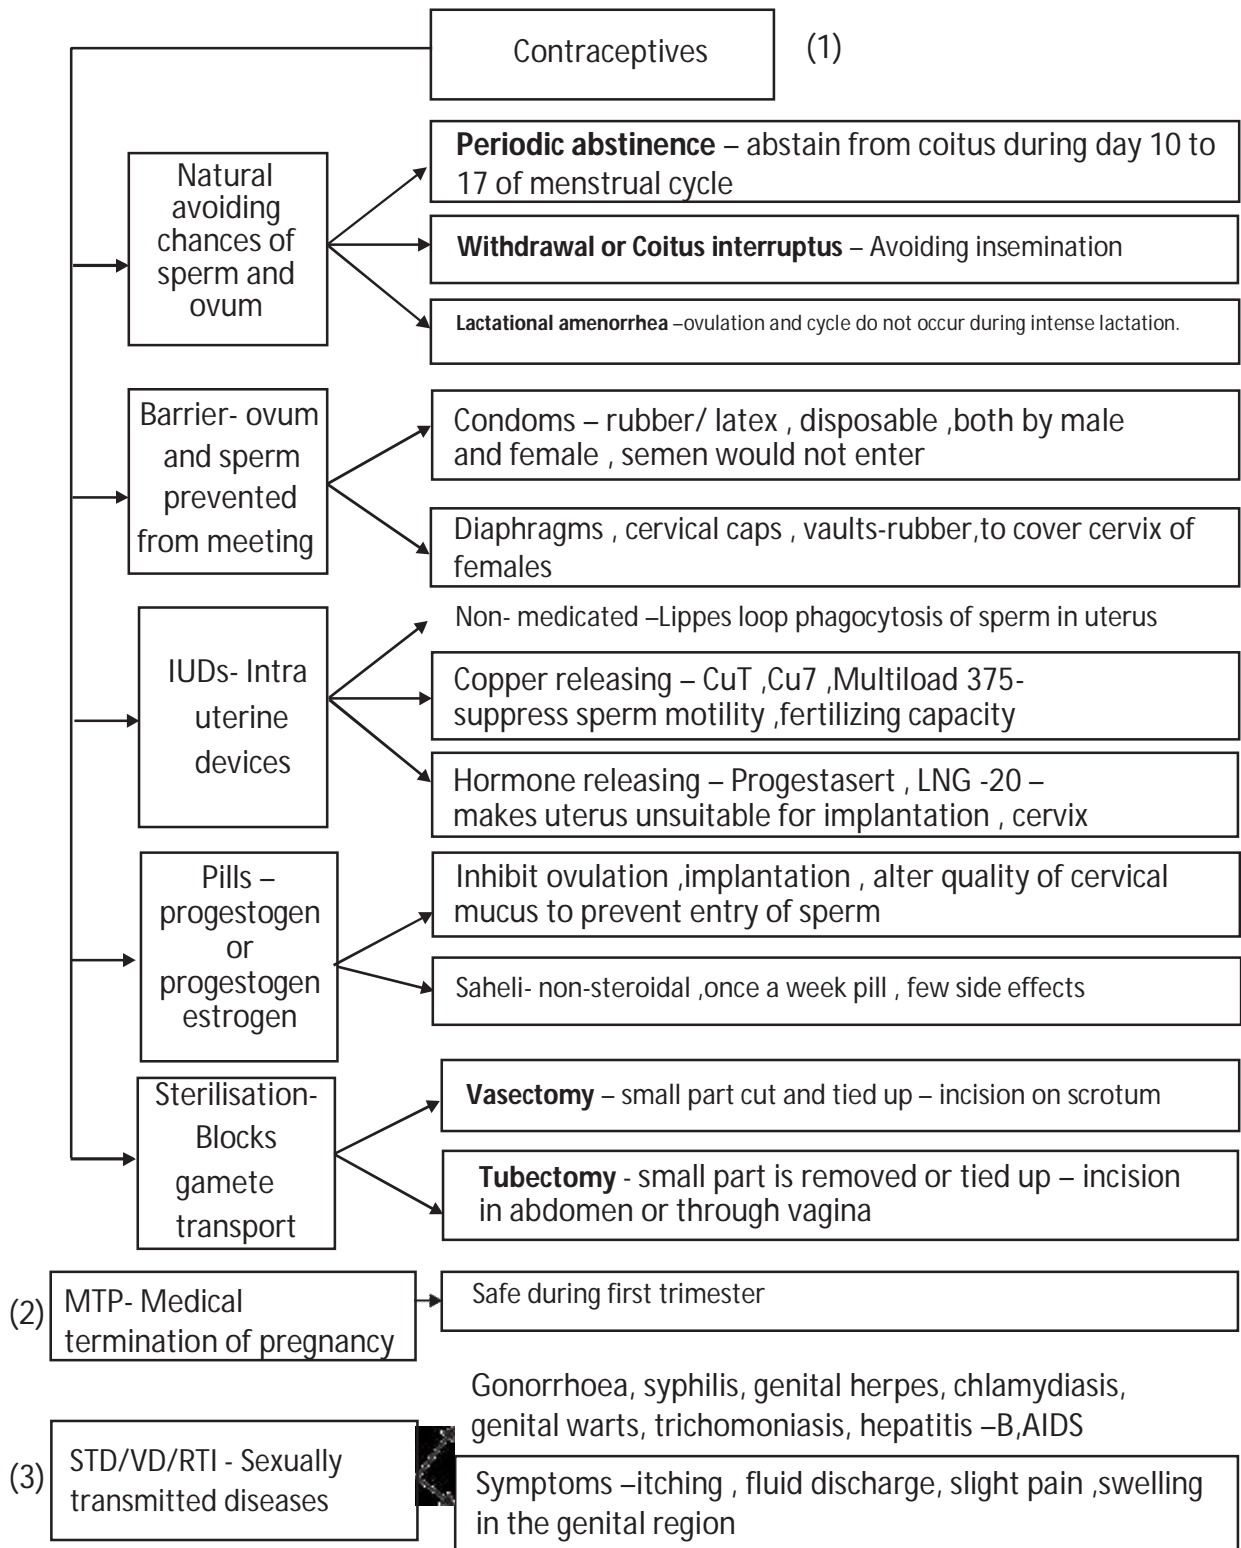 Contraceptives
(1)
Natural
avoiding
chances of
sperm and
ovum
Periodic abstinence – abstain from coitus during day 10 to
17 of menstrual cycle
Withdrawal or Coitus interruptus – Avoiding insemination
Lactational amenorrhea –ovulation and cycle do not occur during intense lactation.
Barrier- ovum
and sperm
prevented
from meeting
Condoms – rubber/ latex , disposable ,both by male
and female , semen would not enter
Diaphragms , cervical caps , vaults-rubber,to cover cervix of
females
IUDs- Intra
uterine
devices
Non- medicated –Lippes loop phagocytosis of sperm in uterus
Copper releasing – CuT ,Cu7 ,Multiload 375-
suppress sperm motility ,fertilizing capacity
Hormone releasing – Progestasert , LNG -20 –
makes uterus unsuitable for implantation , cervix
Pills –
progestogen
or
progestogen
estrogen
Inhibit ovulation ,implantation , alter quality of cervical
mucus to prevent entry of sperm
Saheli- non-steroidal ,once a week pill , few side effects
Sterilisation-
Blocks
gamete
transport
Vasectomy – small part cut and tied up – incision on scrotum
Tubectomy - small part is removed or tied up – incision
in abdomen or through vagina
(2)
MTP- Medical
termination of pregnancy
Safe during first trimester
(3)
STD/VD/RTI - Sexually
transmitted diseases
Gonorrhoea, syphilis, genital herpes, chlamydiasis,
genital warts, trichomoniasis, hepatitis –B,AIDS
Symptoms –itching , fluid discharge, slight pain ,swelling
in the genital region